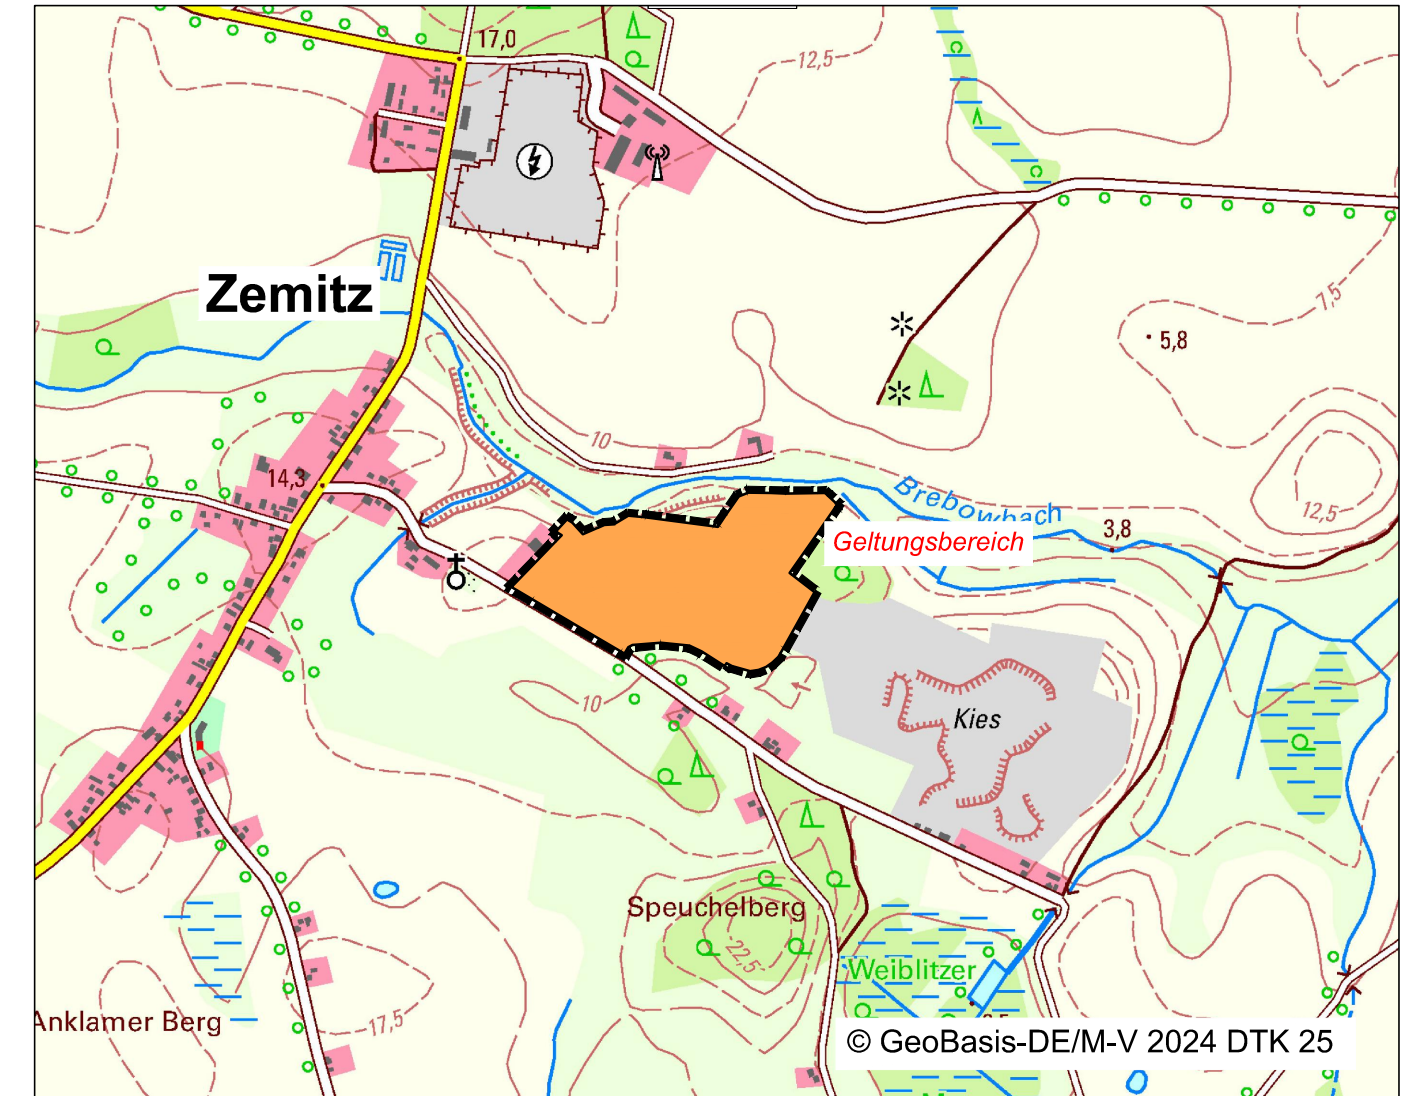 17,0
12,5
Zemitz
7,5
5,8
10
14,3
Brebowbach
3,8
12,5
Geltungsbereich
10
Kies
Speuchelberg
22,5
Weiblitzer
Anklamer Berg
17,5
© GeoBasis-DE/M-V 2024 DTK 25